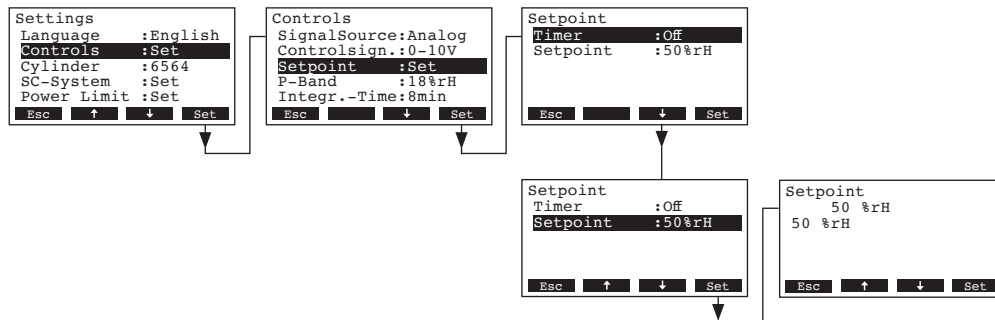 Settings
Language :English
Controls :Set
Cylinder :6564
SC-System :Set
Power Limit :Set
Esc ↑ ↓ Set
Controls
SignalSource:Analog
Controlsign.:0-10V
Setpoint :Set
P-Band :18%rH
Integr.-Time:8min
Esc ↓ Set
Setpoint
Timer :Off
Setpoint :50%rH
Esc ↓ Set
Setpoint
Timer :Off
Setpoint :50%rH
Esc ↑ ↓ Set
Setpoint
50 %rH
50 %rH
Esc ↑ ↓ Set